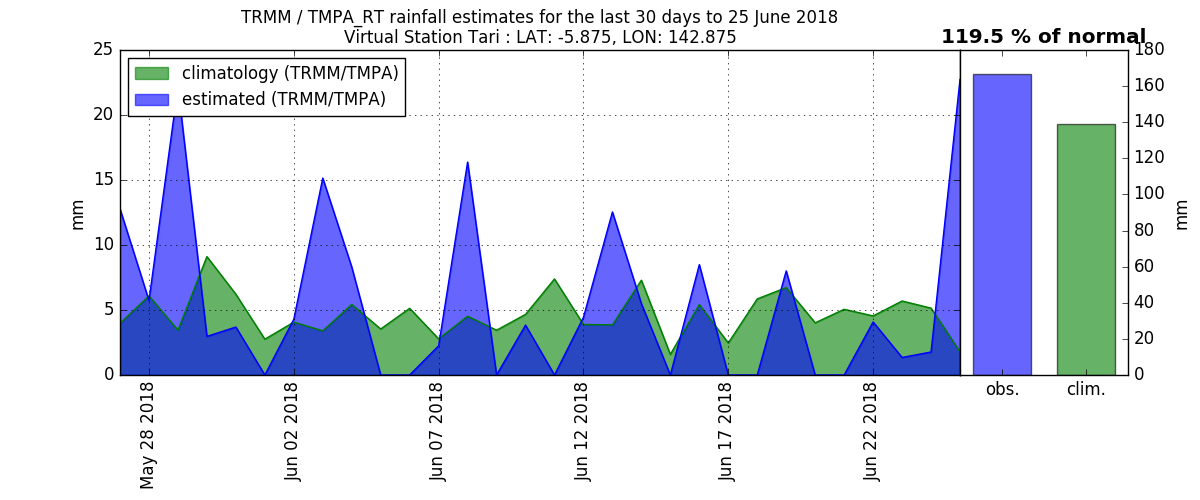 TRMM / TMPA_RT rainfall estimates for the last 30 days to 25 June 2018
Virtual Station Tari : LAT: -5.875, LON: 142.875
119.5 % of normal
climatology (TRMM/TMPA)
estimated (TRMM/TMPA)
25
20
15
10
5
0
mm
May 28 2018
Jun 02 2018
Jun 07 2018
Jun 12 2018
Jun 17 2018
Jun 22 2018
obs.
clim.
180
160
140
120
100
80
60
40
20
0
mm